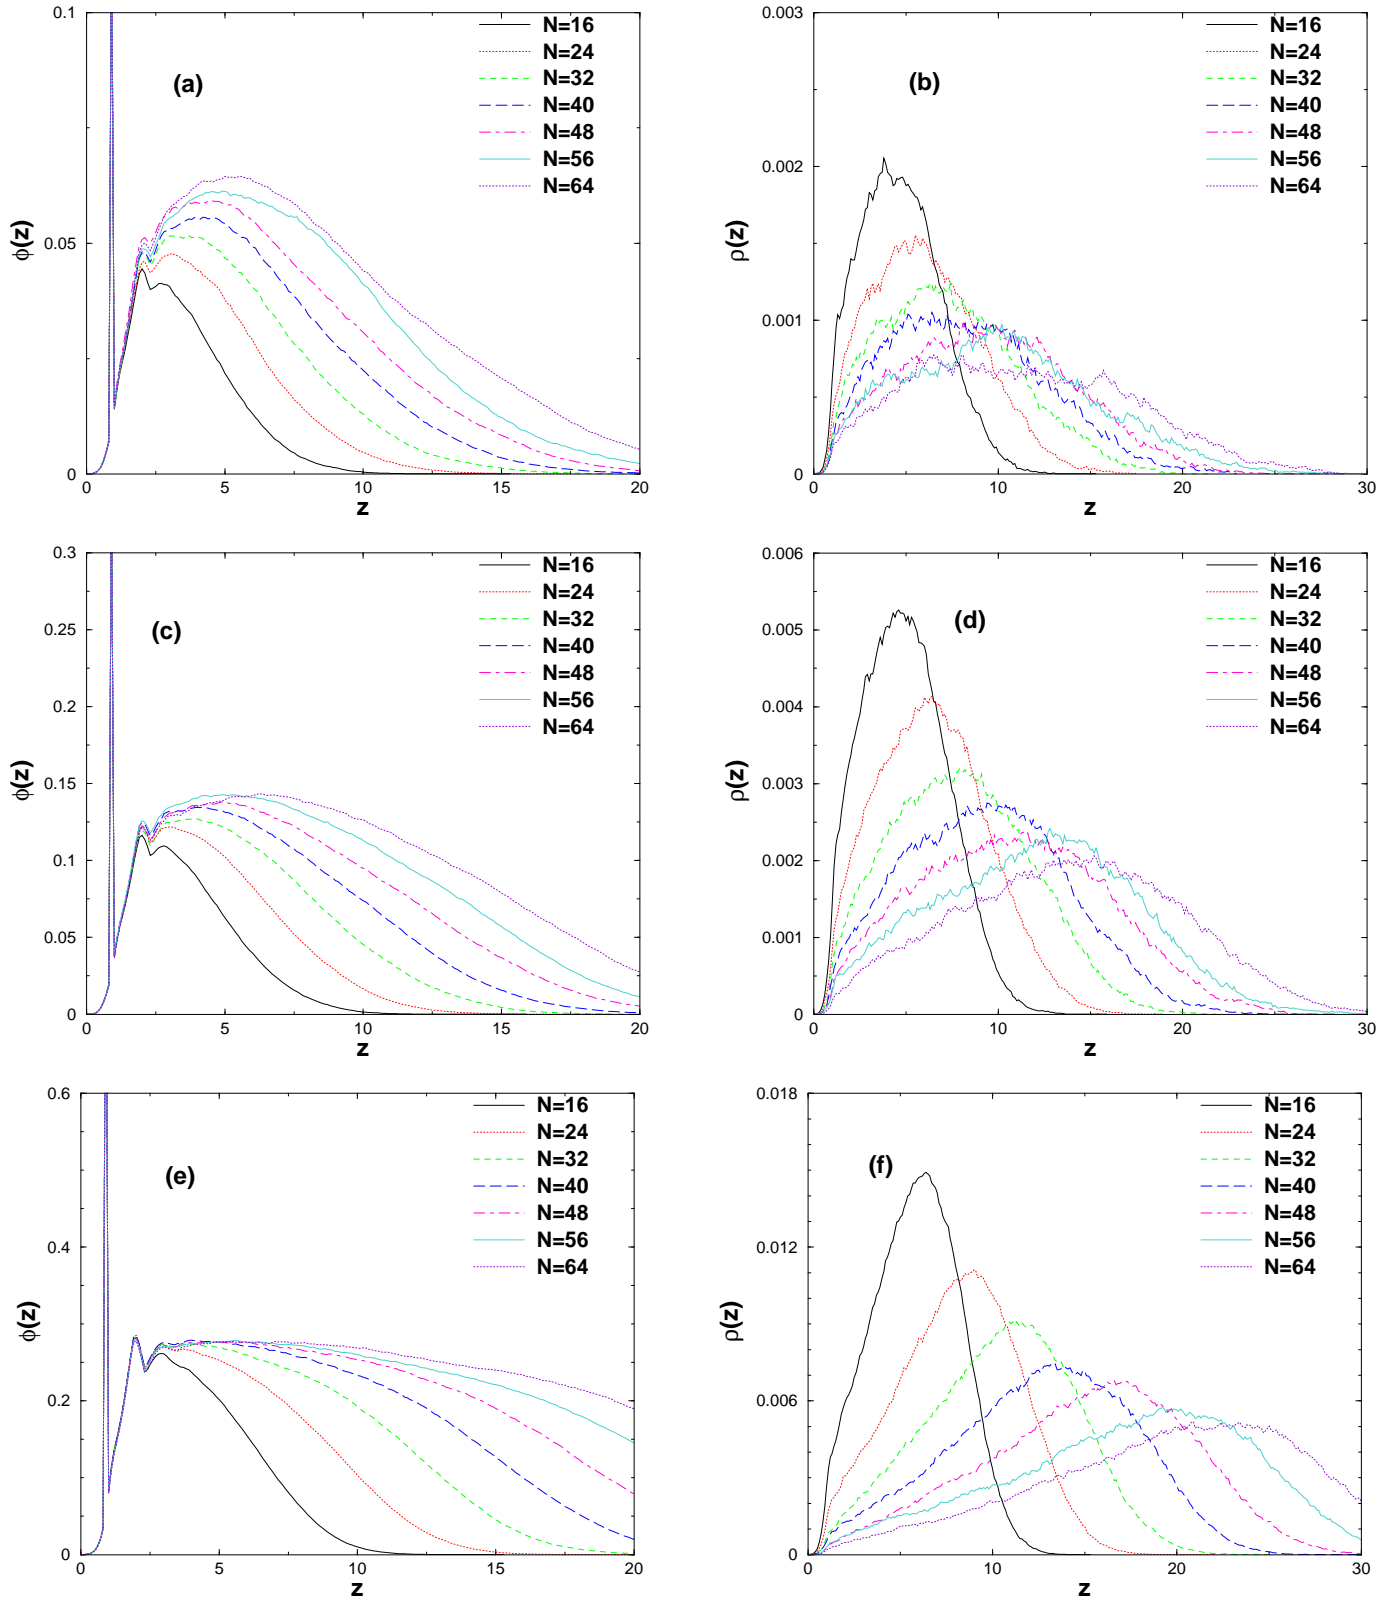 0.1
0.05
0
ϕ(z)
(a)
N=16
N=24
N=32
N=40
N=48
N=56
N=64
0 5 10 15 20
z
0.003
0.002
0.001
0
ρ(z)
(b)
N=16
N=24
N=32
N=40
N=48
N=56
N=64
0 10 20 30
z
0.3
0.25
0.2
0.15
0.1
0.05
0
ϕ(z)
(c)
N=16
N=24
N=32
N=40
N=48
N=56
N=64
0 5 10 15 20
z
0.006
0.005
0.004
0.003
0.002
0.001
0
ρ(z)
(d)
N=16
N=24
N=32
N=40
N=48
N=56
N=64
0 10 20 30
z
0.6
0.4
0.2
0
ϕ(z)
(e)
N=16
N=24
N=32
N=40
N=48
N=56
N=64
0 5 10 15 20
z
0.018
0.012
0.006
0
ρ(z)
(f)
N=16
N=24
N=32
N=40
N=48
N=56
N=64
0 10 20 30
z